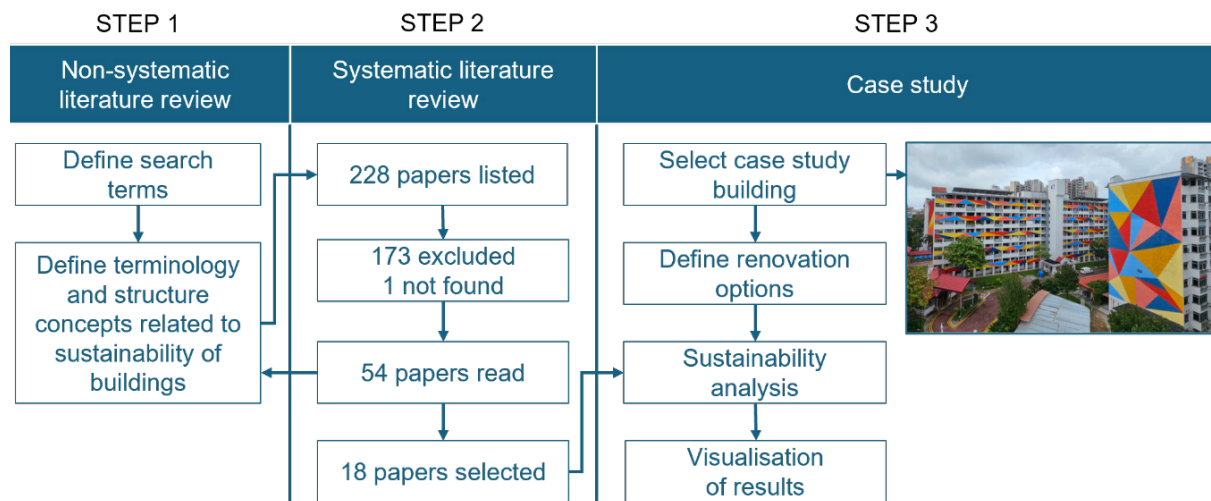 STEP 1
STEP 2
STEP 3
Non-systematic
literature review
Systematic literature
review
Case study
Define search
terms
Define terminology
and structure
concepts related to
sustainability of
buildings
228 papers listed
173 excluded
1 not found
54 papers read
18 papers selected
Select case study
building
Define renovation
options
Sustainability
analysis
Visualisation
of results